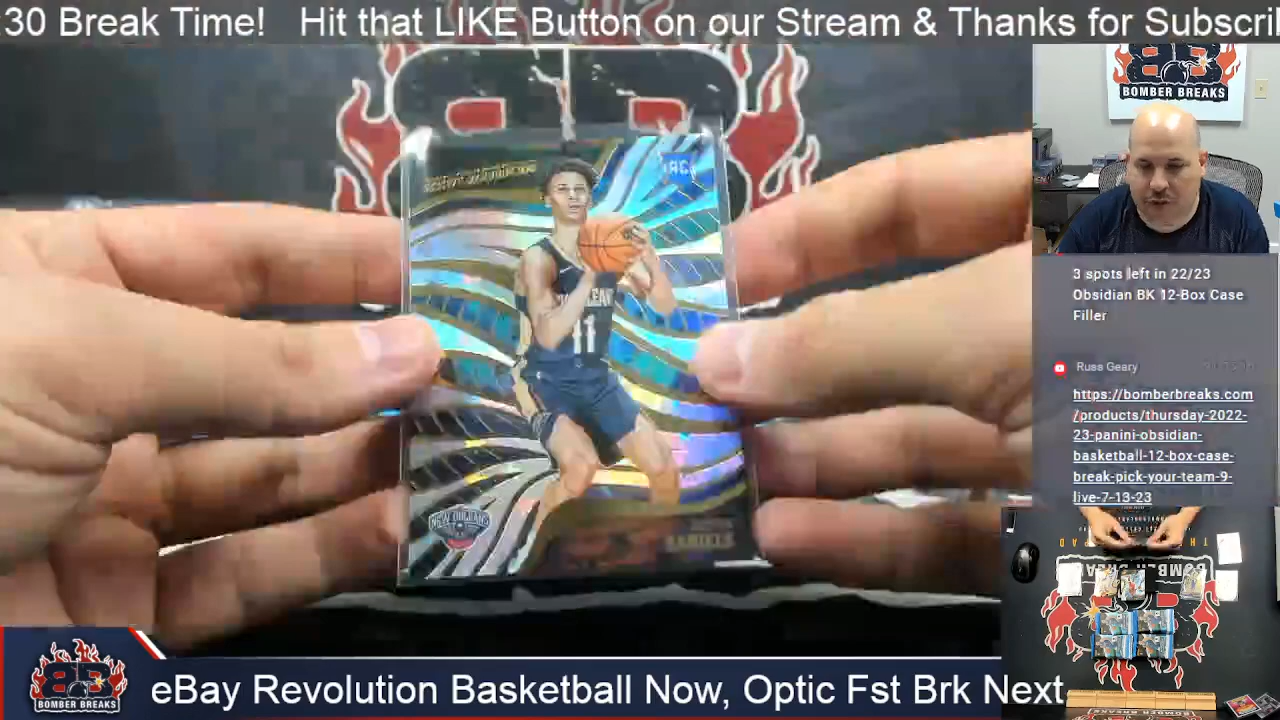 :30 Break Time! Hit that LIKE Button on our Stream & Thanks for Subscri
BOMBER BREAKS
RC
11
NEW ORLEANS
DANIELS
3 spots left in 22/23
Obsidian BK 12-Box Case
Filler
Russ Geary
https://bomberbreaks.com
/products/thursday-2022-
23-panini-obsidian-
basketball-12-box-case-
break-pick-your-team-9-
live-7-13-23
BOMBER BREAKS
eBay Revolution Basketball Now, Optic Fst Brk Next